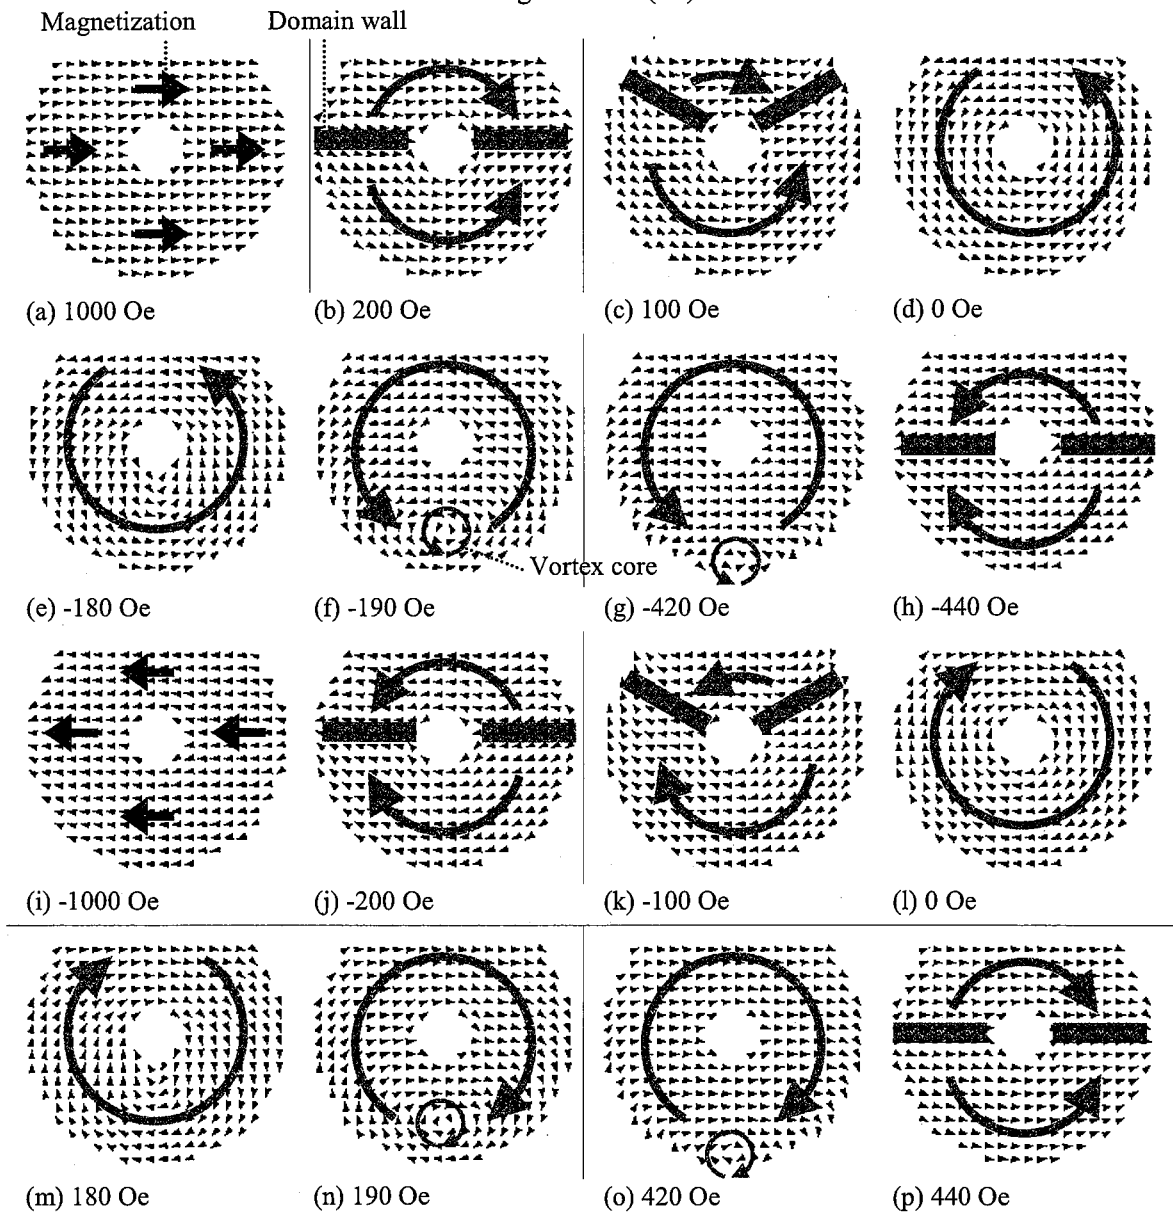 Magnetization Domain wall
(a) 1000 Oe (b) 200 Oe (c) 100 Oe (d) 0 Oe
Vortex core
(e) -180 Oe (f) -190 Oe (g) -420 Oe (h) -440 Oe
(i) -1000 Oe (j) -200 Oe (k) -100 Oe (l) 0 Oe
(m) 180 Oe (n) 190 Oe (o) 420 Oe (p) 440 Oe